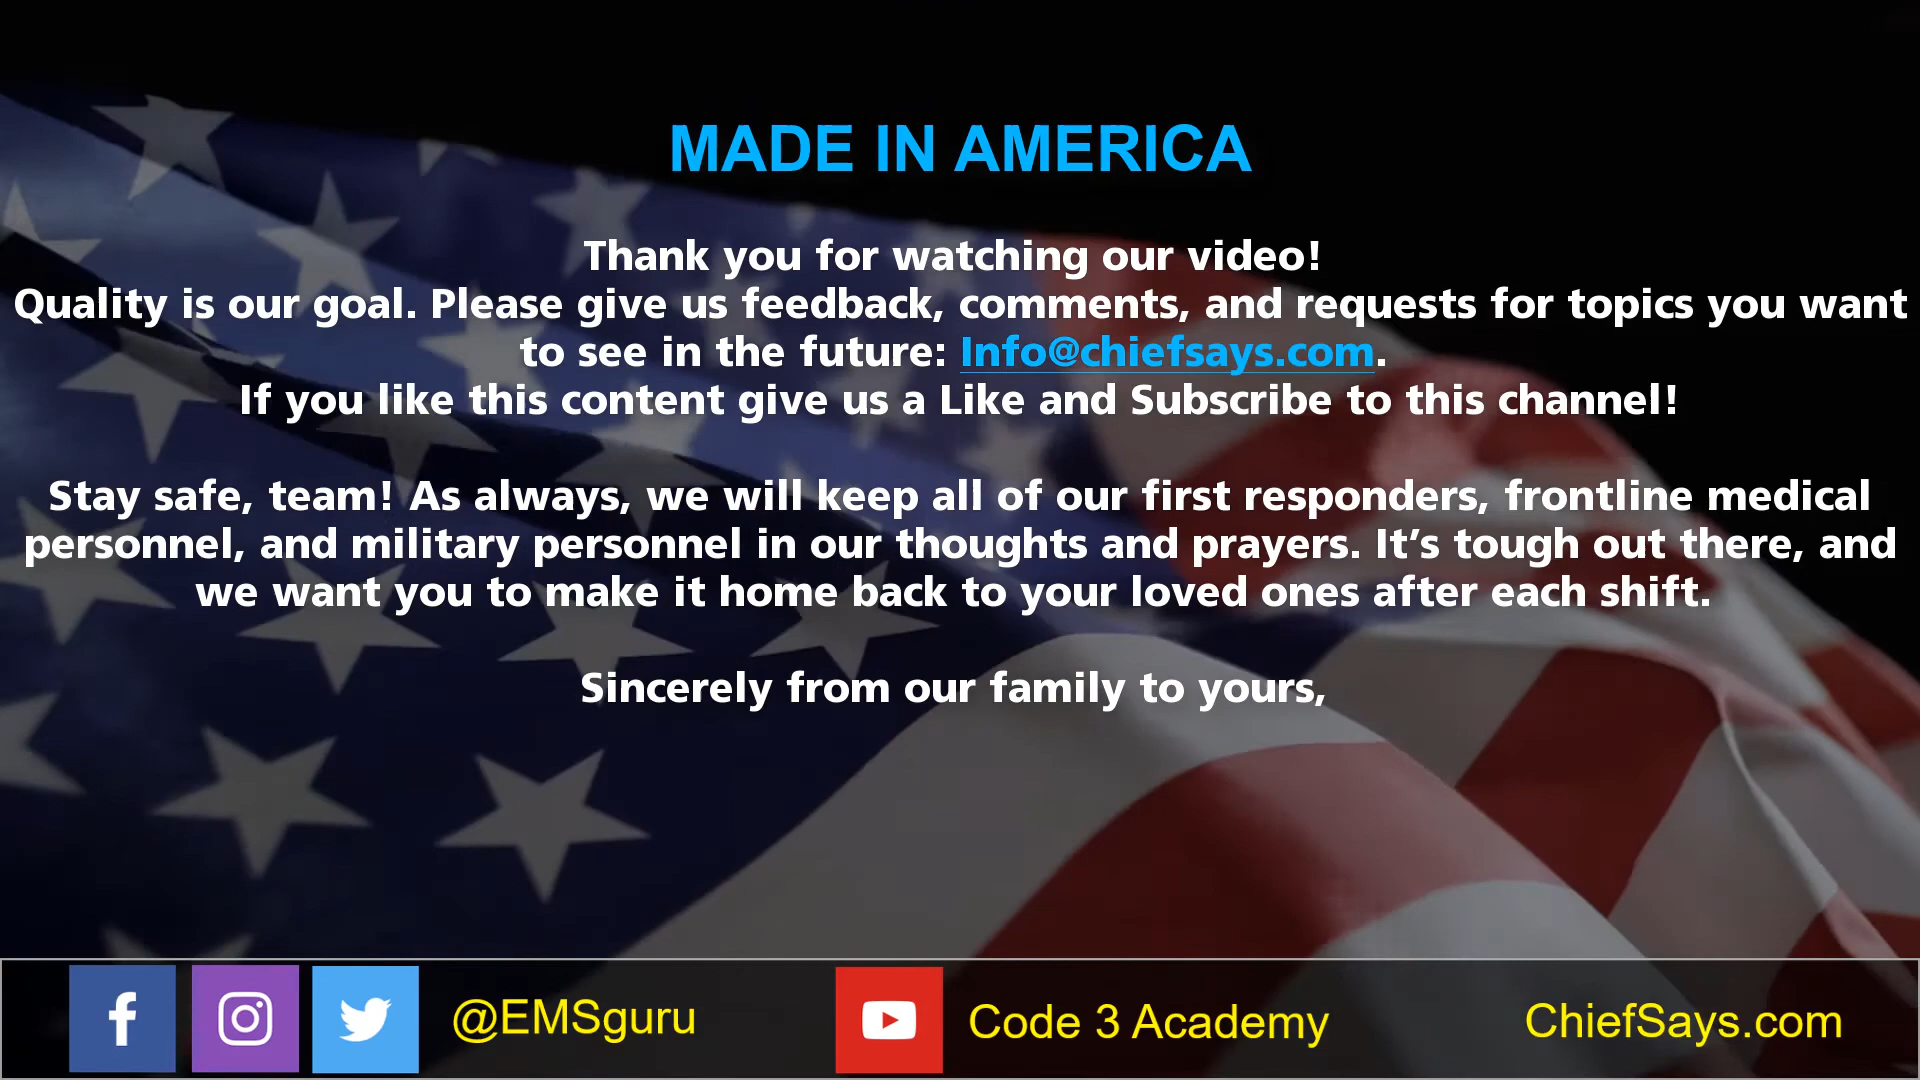 MADE IN AMERICA
Thank you for watching our video!
Quality is our goal. Please give us feedback, comments, and requests for topics you want
to see in the future: Info@chiefsays.com.
If you like this content give us a Like and Subscribe to this channel!
Stay safe, team! As always, we will keep all of our first responders, frontline medical
personnel, and military personnel in our thoughts and prayers. It’s tough out there, and
we want you to make it home back to your loved ones after each shift.
Sincerely from our family to yours,
@EMSguru
Code 3 Academy
ChiefSays.com